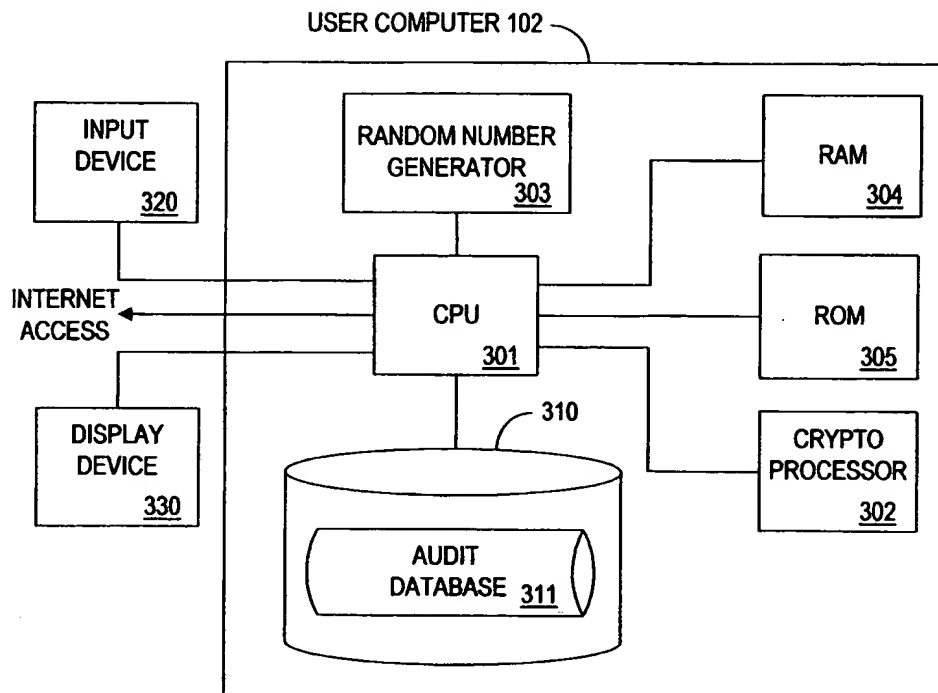 USER COMPUTER 102
INPUT
DEVICE
320
RANDOM NUMBER
GENERATOR
303
RAM
304
INTERNET
ACCESS
CPU
301
ROM
305
DISPLAY
DEVICE
330
310
CRYPTO
PROCESSOR
302
AUDIT
DATABASE
311